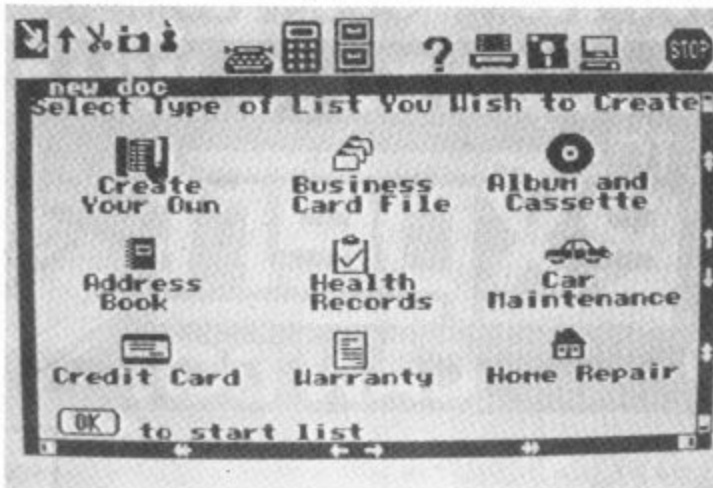 ? STOP
new doc
Select Type of List You Wish to Create
Create
Your Own
Business
Card File
Album and
Cassette
Address
Book
Health
Records
Car
Maintenance
Credit Card
Warranty
Home Repair
OK to start list